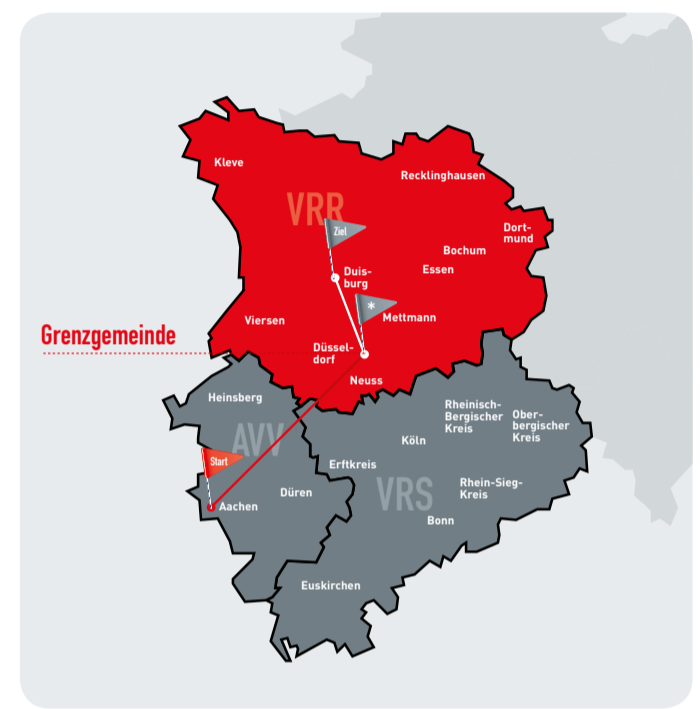 Kleve
Recklinghausen
VRR
Ziel
Dort-
mund
Bochum
Essen
Duis-
burg
*
Mettmann
Viersen
Grenzgemeinde
Düssel-
dorf
Neuss
Heinsberg
Rheinisch-
Bergischer
Kreis
Ober-
bergischer
Kreis
AVV
Köln
Start
Erftkreis
Düren
VRS
Rhein-Sieg-
Kreis
Aachen
Bonn
Euskirchen